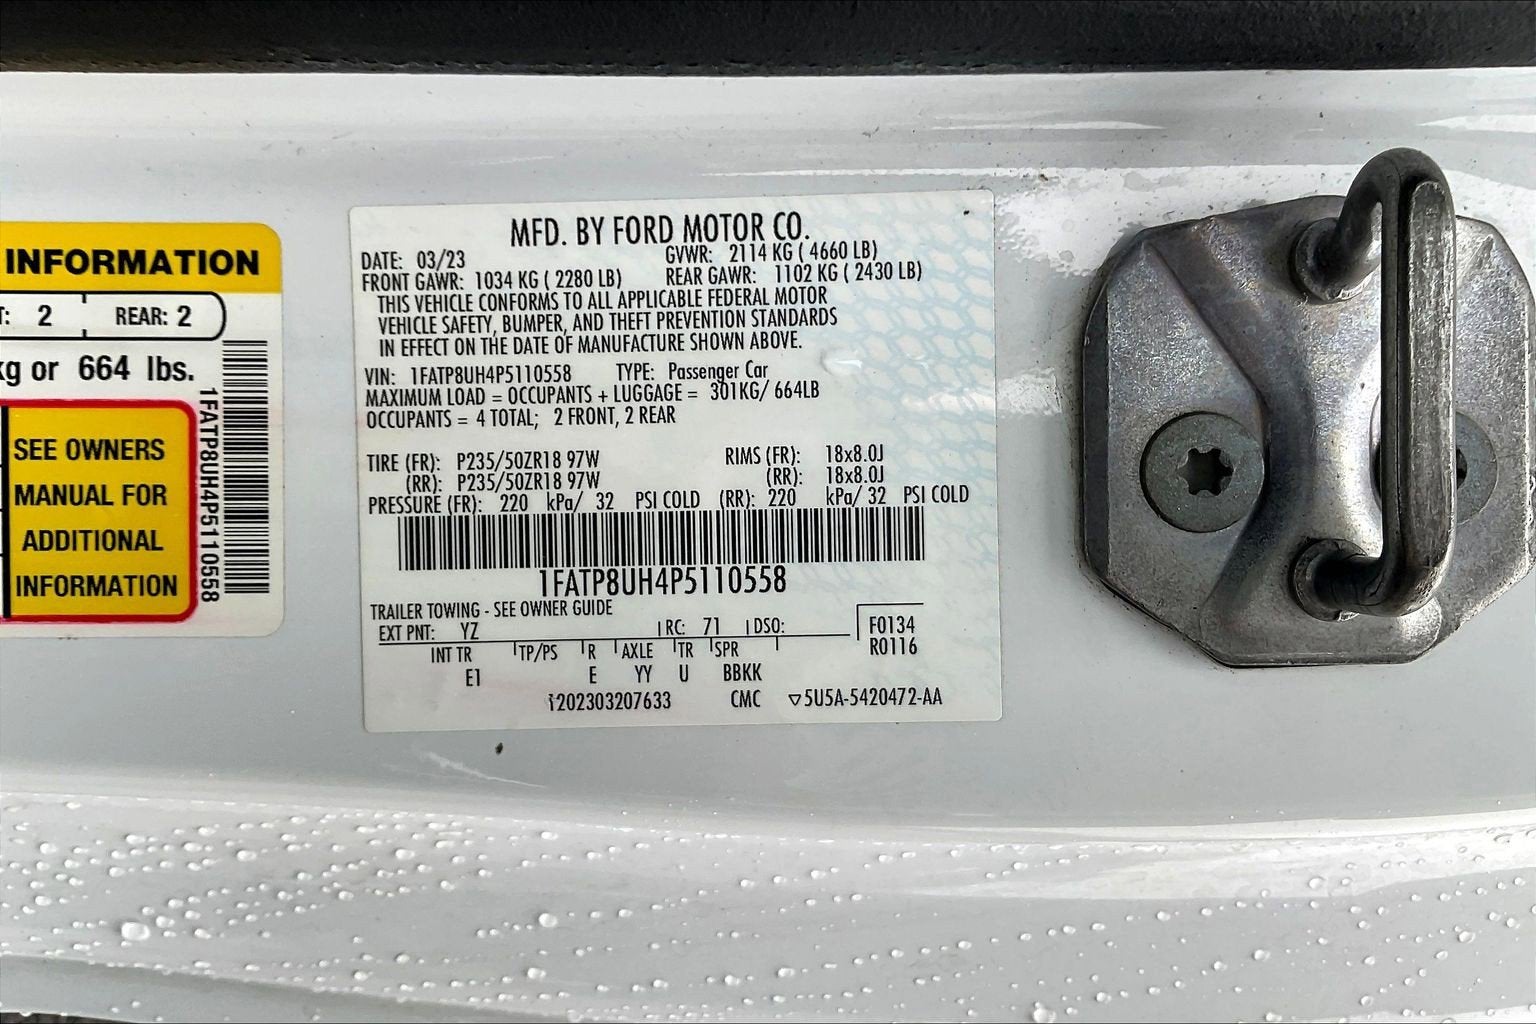 INFORMATION
T: 2 REAR: 2
kg or 664 lbs.
SEE OWNERS
MANUAL FOR
ADDITIONAL
INFORMATION
1FATP8UH4P5110558
MFD. BY FORD MOTOR CO.
DATE: 03/23 GVWR: 2114 KG ( 4660 LB)
FRONT GAWR: 1034 KG ( 2280 LB) REAR GAWR: 1102 KG ( 2430 LB)
THIS VEHICLE CONFORMS TO ALL APPLICABLE FEDERAL MOTOR
VEHICLE SAFETY, BUMPER, AND THEFT PREVENTION STANDARDS
IN EFFECT ON THE DATE OF MANUFACTURE SHOWN ABOVE.
VIN: 1FATP8UH4P5110558 TYPE: Passenger Car
MAXIMUM LOAD = OCCUPANTS + LUGGAGE = 301KG/ 664LB
OCCUPANTS = 4 TOTAL; 2 FRONT, 2 REAR
TIRE (FR): P235/50ZR18 97W RIMS (FR): 18x8.0J
(RR): P235/50ZR18 97W (RR): 18x8.0J
PRESSURE (FR): 220 kPa/ 32 PSI COLD (RR): 220 kPa/ 32 PSI COLD
1FATP8UH4P5110558
TRAILER TOWING - SEE OWNER GUIDE
EXT PNT: YZ RC: 71 DSO: F0134
R0116
INT TR TP/PS R AXLE TR SPR
E1 E YY U BBKK
202303207633 CMC ▽5U5A-5420472-AA